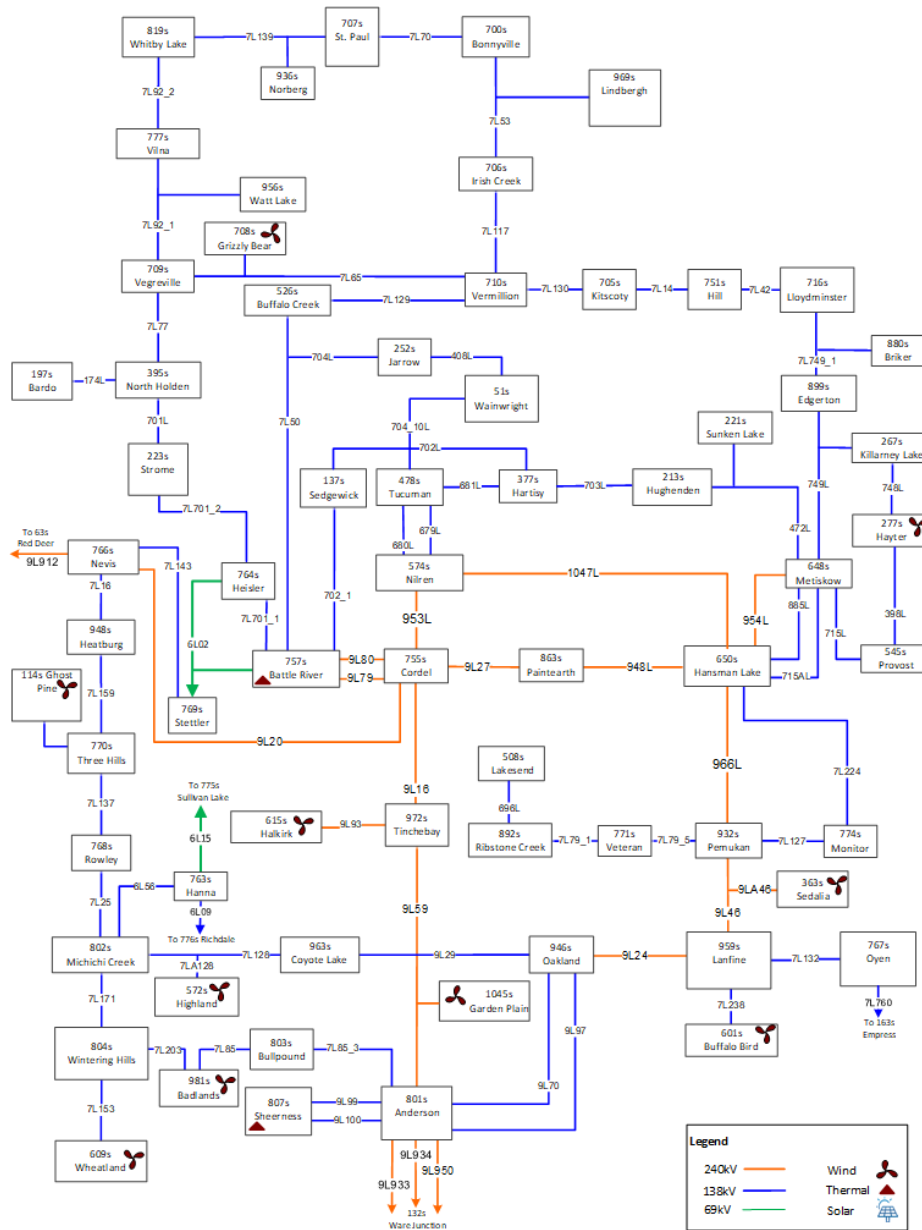 819s
Whitby Lake
7L139
707s
St. Paul
7L70
700s
Bonnyville
936s
Norberg
969s
Lindbergh
7L92_2
7L53
777s
Vilna
706s
Irish Creek
956s
Watt Lake
7L92_1
708s
Grizzly Bear
7L117
709s
Vegreville
7L65
710s
Vermillion
7L130
705s
Kitscoty
7L14
751s
Hill
7L42
716s
Lloydminster
526s
Buffalo Creek
7L129
7L77
704L
252s
Jarrow
408L
880s
Briker
7L749_1
197s
Bardo
174L
395s
North Holden
51s
Wainwright
899s
Edgerton
701L
7L50
704_10L
221s
Sunken Lake
267s
Killarney Lake
223s
Strome
702L
137s
Sedgewick
478s
Tucuman
681L
377s
Hartisy
703L
213s
Hughenden
749L
748L
7L701_2
472L
277s
Hayter
To 63s
Red Deer
9L912
766s
Nevis
7L143
680L
679L
764s
Heisler
574s
Nilren
1047L
648s
Metiskow
7L16
702_1
885L
948s
Heatburg
6L02
7L701_1
953L
954L
715L
398L
114s Ghost
Pine
7L159
757s
Battle River
9L80
9L79
755s
Cordel
9L27
863s
Paintearth
948L
650s
Hansman Lake
715AL
545s
Provost
769s
Stettler
9L20
770s
Three Hills
508s
Lakesend
966L
7L224
To 775s
Sullivan Lake
9L16
7L137
696L
615s
Halkirk
9L93
972s
Tinchebay
6L15
768s
Rowley
892s
Ribstone Creek
7L79_1
771s
Veteran
7L79_5
932s
Pemukan
7L127
774s
Monitor
6L56
763s
Hanna
7L25
9LA46
363s
Sedalia
6L09
9L59
9L46
To 776s Richdale
802s
Michichi Creek
7L128
963s
Coyote Lake
9L29
946s
Oakland
9L24
959s
Lanfine
7L132
767s
Oyen
7LA128
572s
Highland
1045s
Garden Plain
7L171
7L238
7L760
To 163s
Empress
9L97
601s
Buffalo Bird
804s
Wintering Hills
7L203
7L85
803s
Bullpound
7L85_3
981s
Badlands
9L70
807s
Sheerness
9L99
9L100
801s
Anderson
7L153
609s
Wheatland
9L933
9L934
9L950
132s
Ware Junction
Legend
240kV
Wind
138kV
Thermal
69kV
Solar